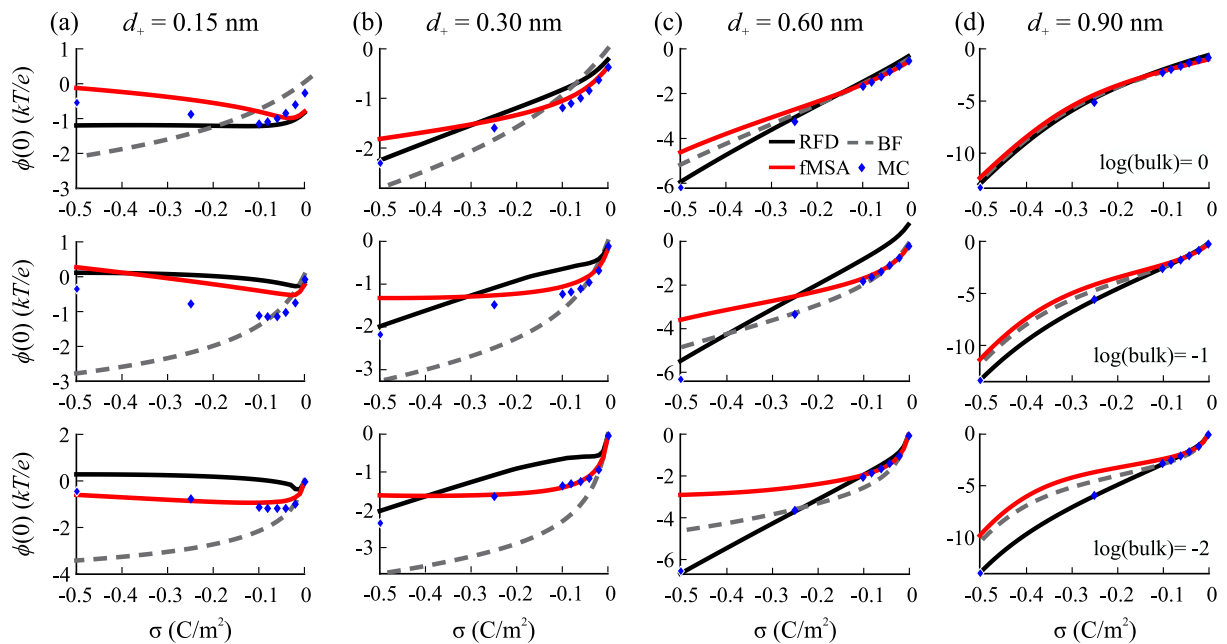 (a) d₊ = 0.15 nm (b) d₊ = 0.30 nm (c) d₊ = 0.60 nm (d) d₊ = 0.90 nm
ϕ(0) (kT/e)
1
0
-1
-2
-3
-0.5 -0.4 -0.3 -0.2 -0.1 0
0
-1
-2
-0.5 -0.4 -0.3 -0.2 -0.1 0
0
-2
-4
-6
RFD BF
fMSA MC
-0.5 -0.4 -0.3 -0.2 -0.1 0
0
-5
-10
log(bulk)= 0
-0.5 -0.4 -0.3 -0.2 -0.1 0
ϕ(0) (kT/e)
1
0
-1
-2
-3
-0.5 -0.4 -0.3 -0.2 -0.1 0
0
-1
-2
-3
-0.5 -0.4 -0.3 -0.2 -0.1 0
0
-2
-4
-6
-0.5 -0.4 -0.3 -0.2 -0.1 0
0
-5
-10
log(bulk)= -1
-0.5 -0.4 -0.3 -0.2 -0.1 0
ϕ(0) (kT/e)
2
0
-2
-4
-0.5 -0.4 -0.3 -0.2 -0.1 0
σ (C/m²)
0
-1
-2
-3
-0.5 -0.4 -0.3 -0.2 -0.1 0
σ (C/m²)
0
-2
-4
-6
-0.5 -0.4 -0.3 -0.2 -0.1 0
σ (C/m²)
0
-5
-10
log(bulk)= -2
-0.5 -0.4 -0.3 -0.2 -0.1 0
σ (C/m²)